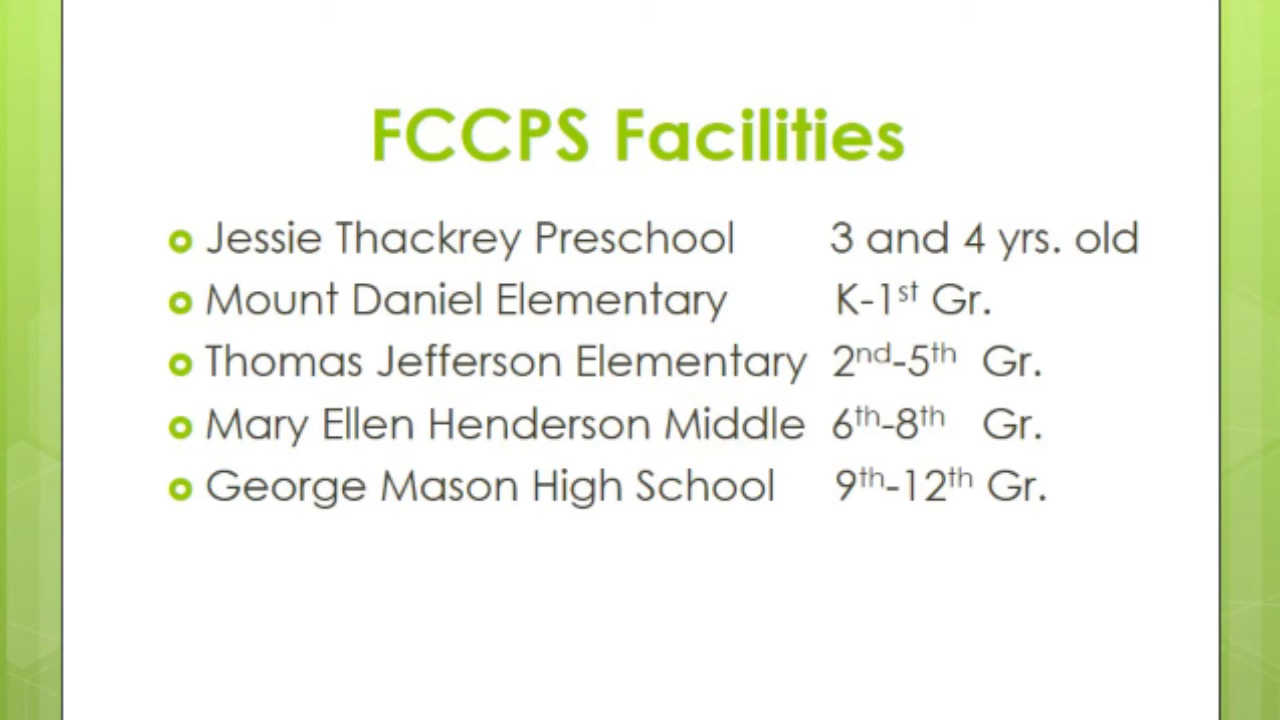 FCCPS Facilities
Jessie Thackrey Preschool 3 and 4 yrs. old
Mount Daniel Elementary K-1st Gr.
Thomas Jefferson Elementary 2nd-5th Gr.
Mary Ellen Henderson Middle 6th-8th Gr.
George Mason High School 9th-12th Gr.